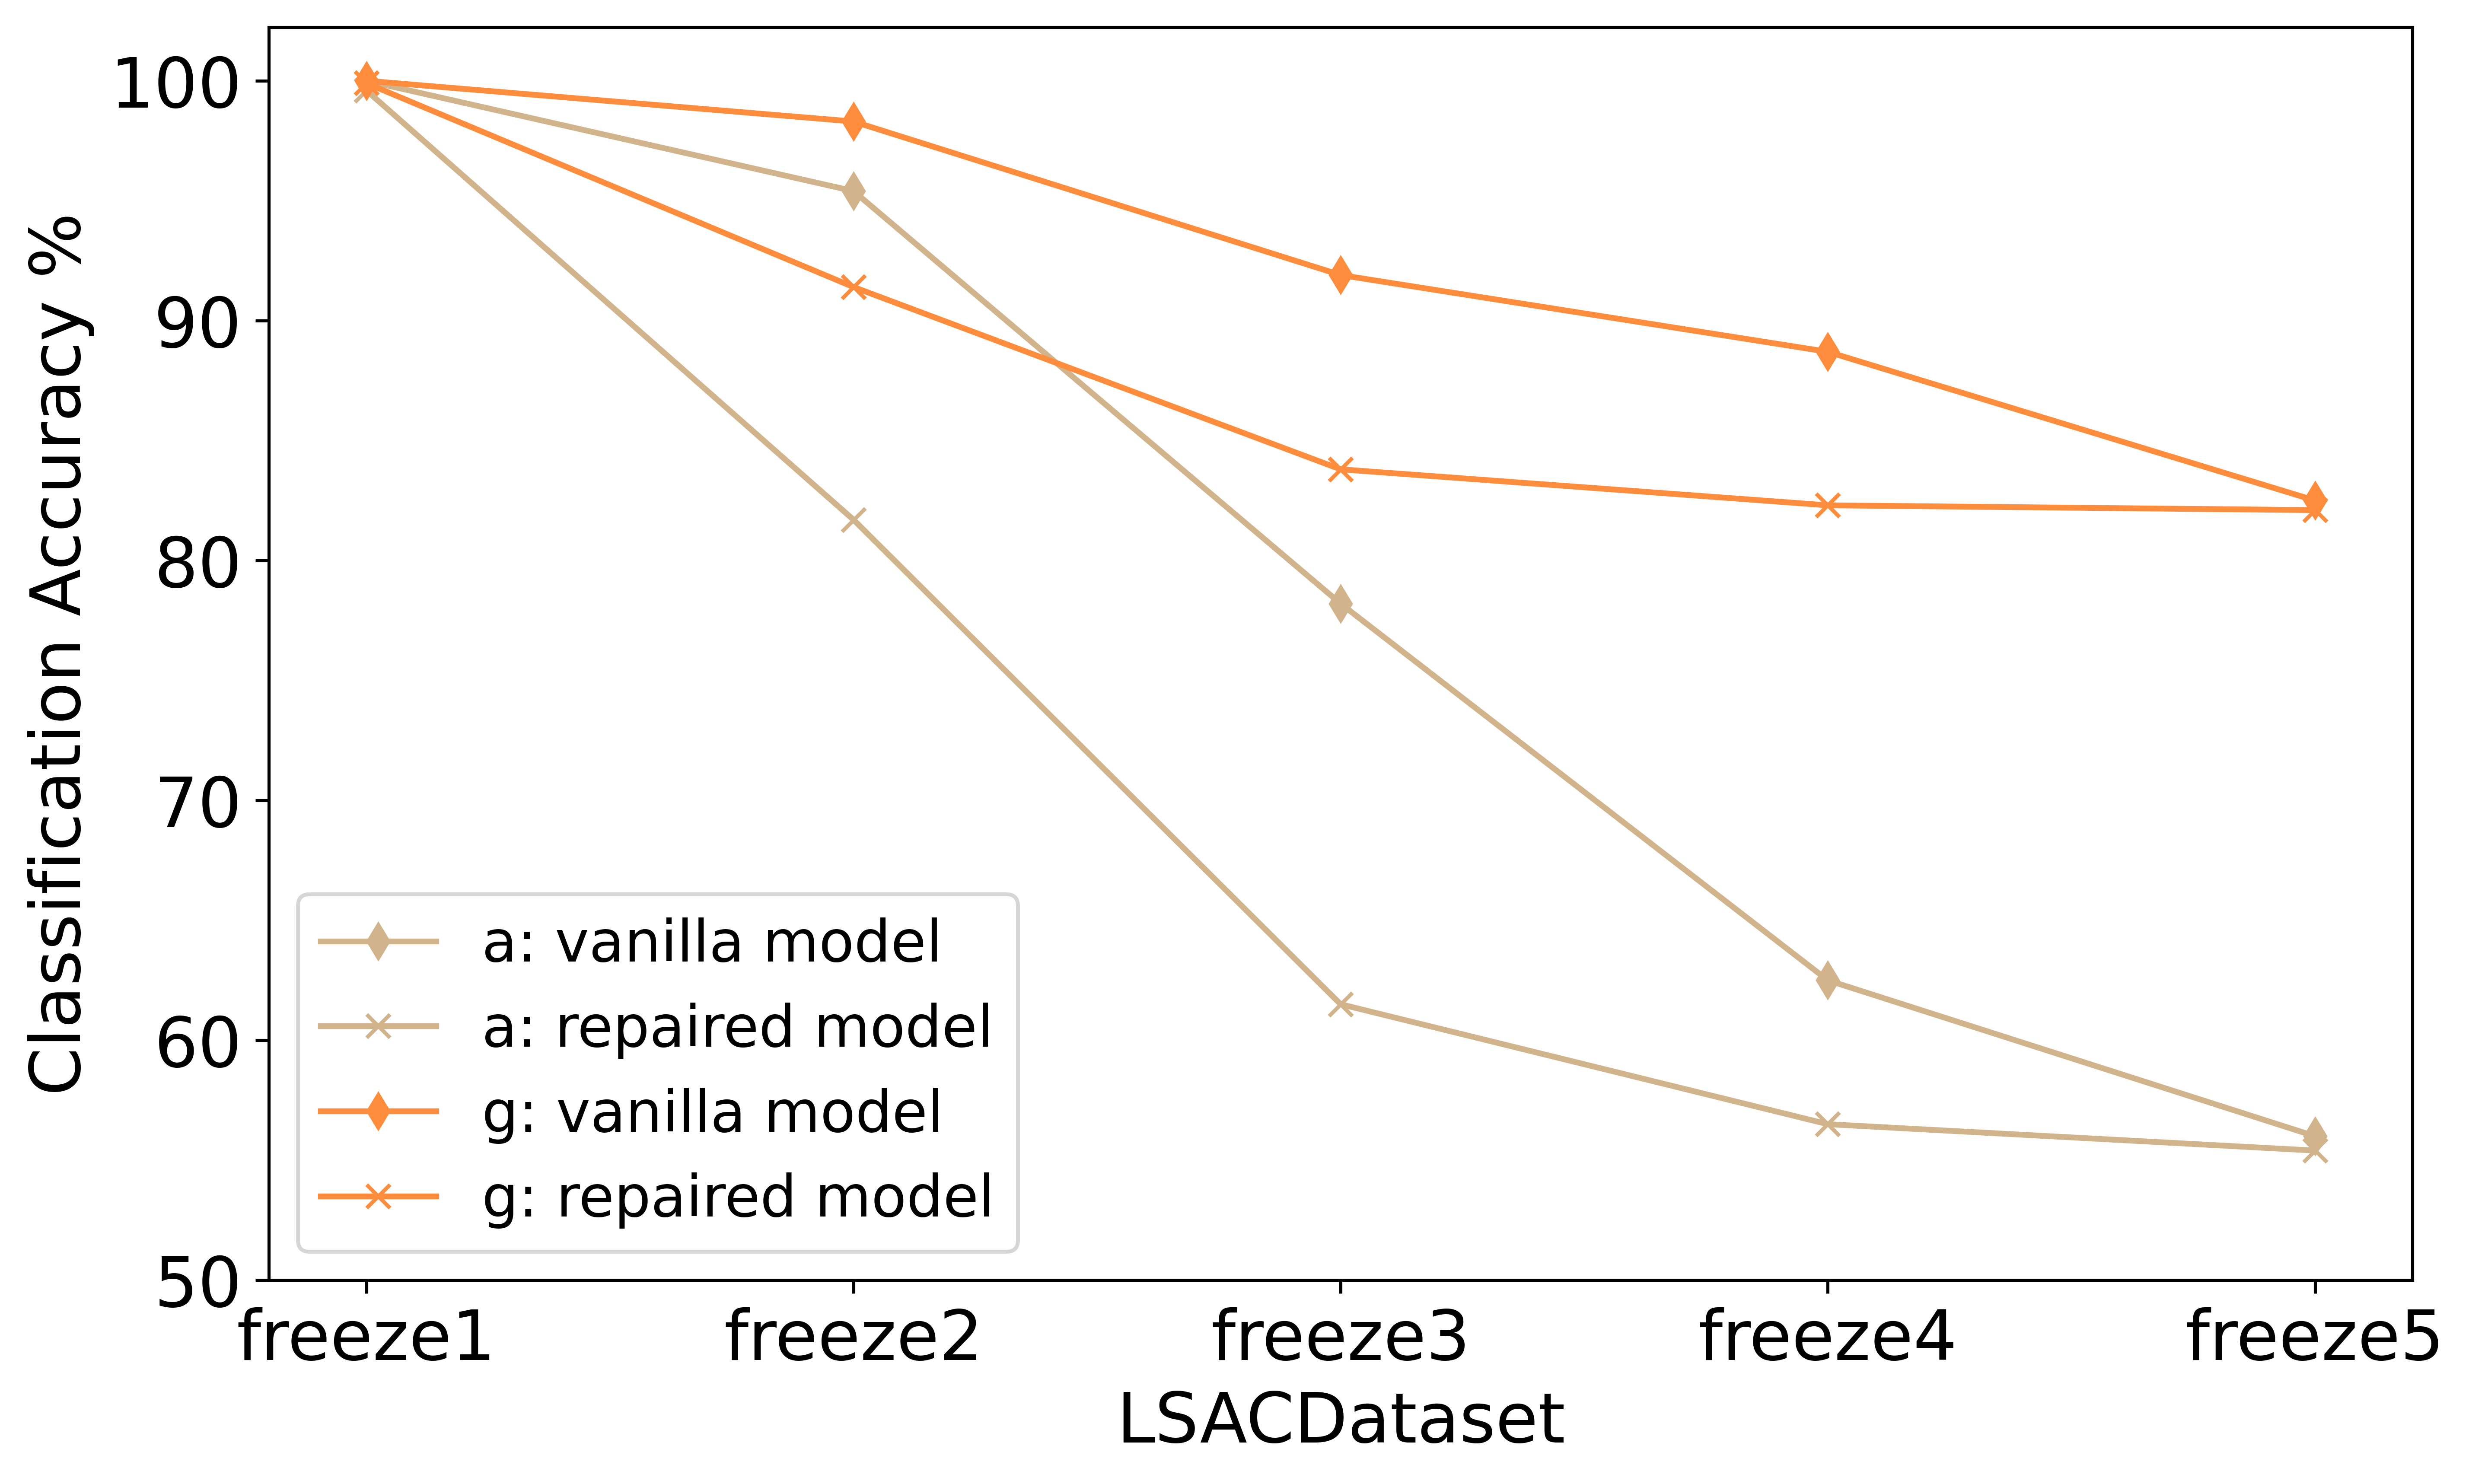 Classification Accuracy %
100
90
80
70
60
50
a: vanilla model
a: repaired model
g: vanilla model
g: repaired model
freeze1 freeze2 freeze3 freeze4 freeze5
LSACDataset